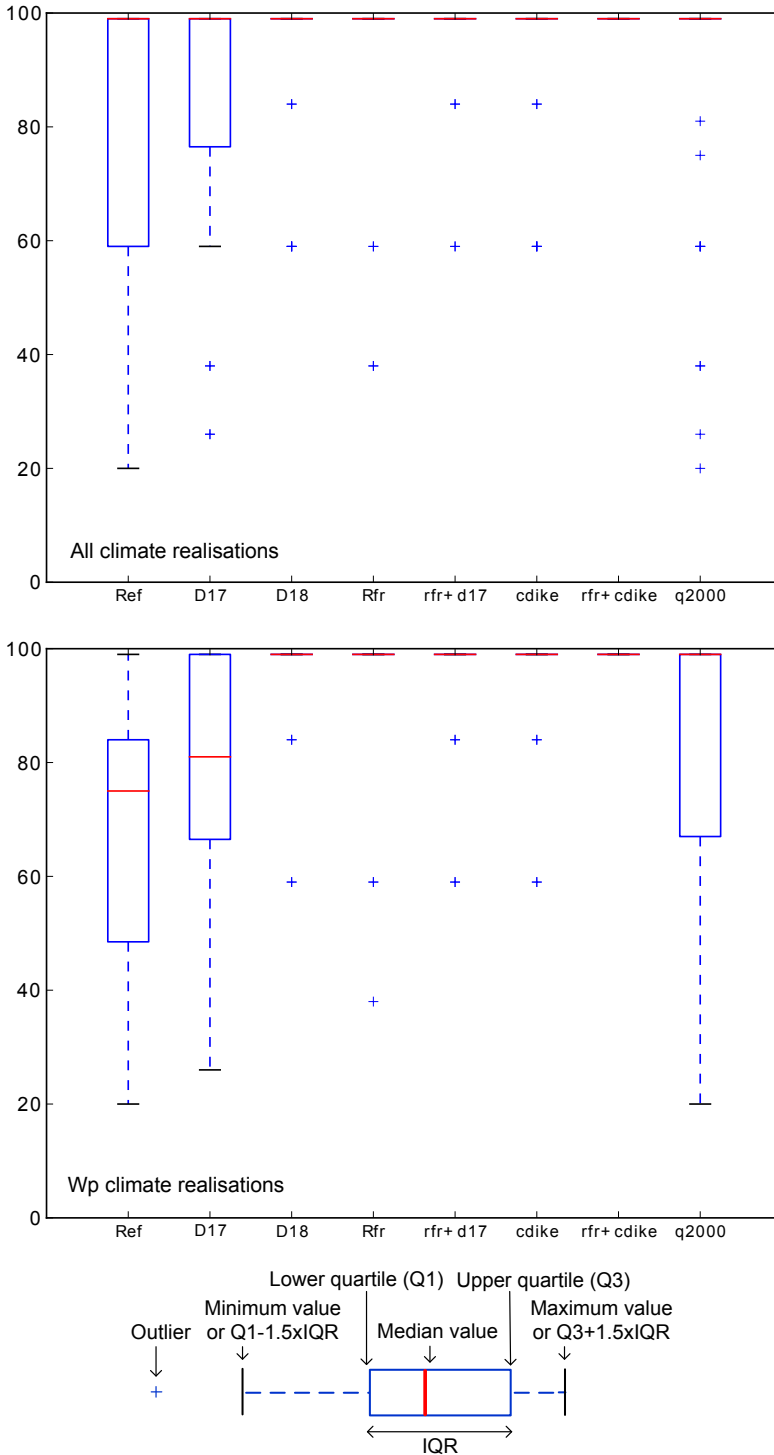 100
80
60
40
20
0
All climate realisations
Ref D17 D18 Rfr rfr+ d17 cdike rfr+ cdike q2000
100
80
60
40
20
0
Wp climate realisations
Ref D17 D18 Rfr rfr+ d17 cdike rfr+ cdike q2000
Lower quartile (Q1) Upper quartile (Q3)
Minimum value Maximum value
Outlier or Q1-1.5xIQR Median value or Q3+1.5xIQR
IQR